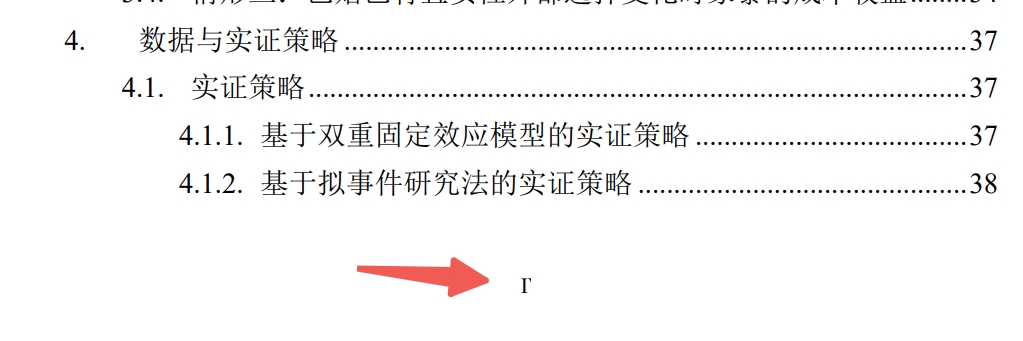 4. 数据与实证策略 ........ 37
4.1. 实证策略 ........ 37
4.1.1. 基于双重固定效应模型的实证策略 ........ 37
4.1.2. 基于拟事件研究法的实证策略 ........ 38
I'